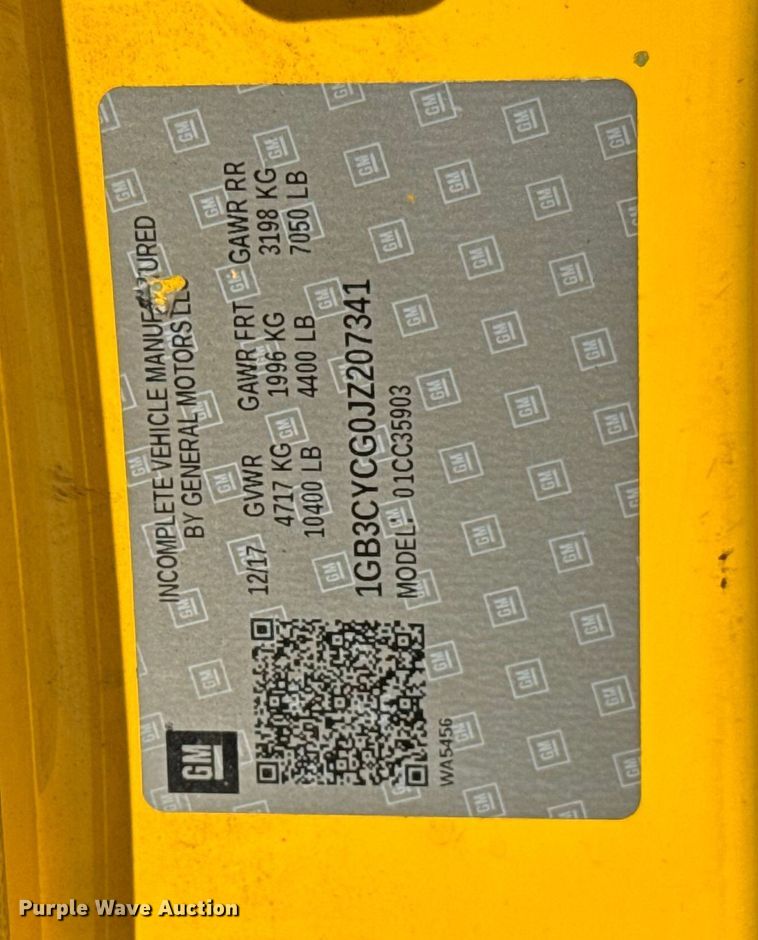 INCOMPLETE VEHICLE MANUFACTURED
BY GENERAL MOTORS LLC
12/17 GVWR GAWR FRT GAWR RR
4717 KG 1996 KG 3198 KG
10400 LB 4400 LB 7050 LB
1GB3CYCG0JZ207341
MODEL: 01CC35903
GM
WA5456
Purple Wave Auction